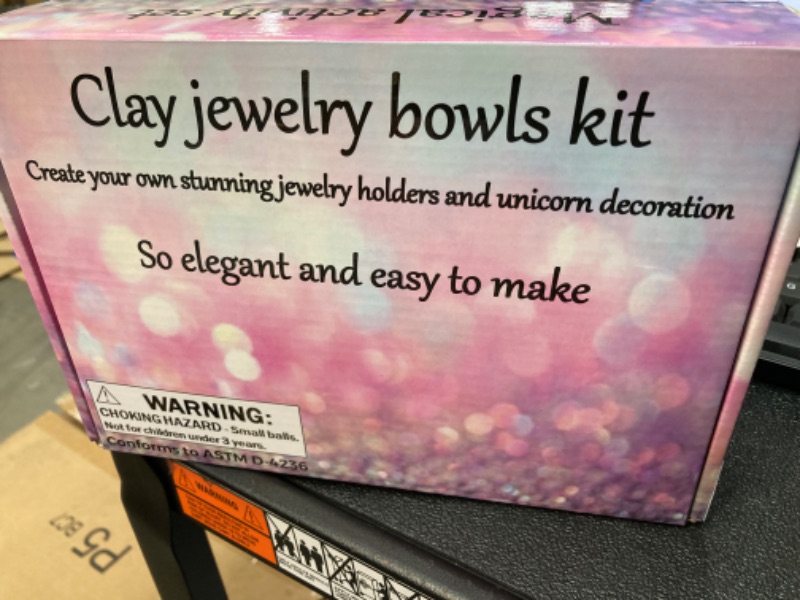 Magical activity set
Clay jewelry bowls kit
Create your own stunning jewelry holders and unicorn decoration
So elegant and easy to make
WARNING:
CHOKING HAZARD - Small balls.
Not for children under 3 years.
Conforms to ASTM D-4236
WARNING
P5 BC7